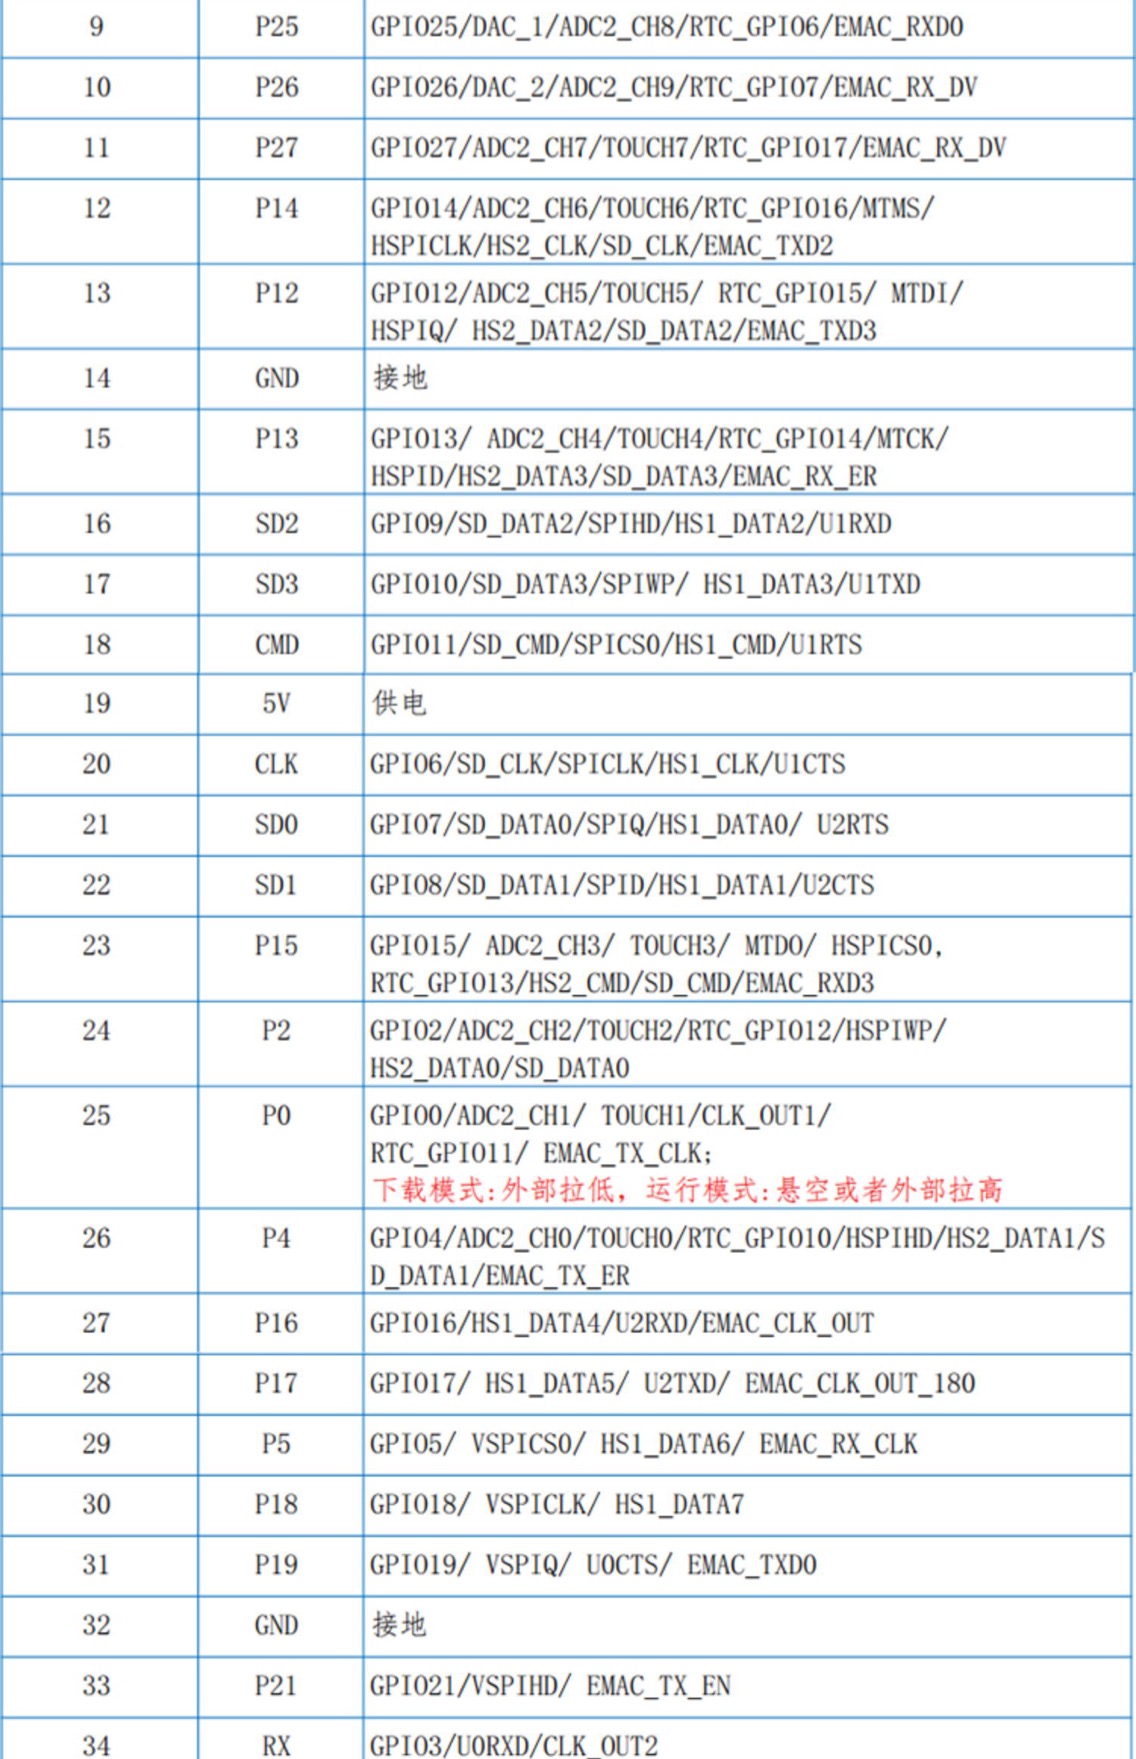 9 P25 GPIO25/DAC_1/ADC2_CH8/RTC_GPIO6/EMAC_RXD0
10 P26 GPIO26/DAC_2/ADC2_CH9/RTC_GPIO7/EMAC_RX_DV
11 P27 GPIO27/ADC2_CH7/TOUCH7/RTC_GPIO17/EMAC_RX_DV
12 P14 GPIO14/ADC2_CH6/TOUCH6/RTC_GPIO16/MTMS/
HSPICLK/HS2_CLK/SD_CLK/EMAC_TXD2
13 P12 GPIO12/ADC2_CH5/TOUCH5/ RTC_GPIO15/ MTDI/
HSPIQ/ HS2_DATA2/SD_DATA2/EMAC_TXD3
14 GND 接地
15 P13 GPIO13/ ADC2_CH4/TOUCH4/RTC_GPIO14/MTCK/
HSPID/HS2_DATA3/SD_DATA3/EMAC_RX_ER
16 SD2 GPIO9/SD_DATA2/SPIHD/HS1_DATA2/U1RXD
17 SD3 GPIO10/SD_DATA3/SPIWP/ HS1_DATA3/U1TXD
18 CMD GPIO11/SD_CMD/SPICS0/HS1_CMD/U1RTS
19 5V 供电
20 CLK GPIO6/SD_CLK/SPICLK/HS1_CLK/U1CTS
21 SD0 GPIO7/SD_DATA0/SPIQ/HS1_DATA0/ U2RTS
22 SD1 GPIO8/SD_DATA1/SPID/HS1_DATA1/U2CTS
23 P15 GPIO15/ ADC2_CH3/ TOUCH3/ MTDO/ HSPICS0,
RTC_GPIO13/HS2_CMD/SD_CMD/EMAC_RXD3
24 P2 GPIO2/ADC2_CH2/TOUCH2/RTC_GPIO12/HSPIWP/
HS2_DATA0/SD_DATA0
25 P0 GPIO0/ADC2_CH1/ TOUCH1/CLK_OUT1/
RTC_GPIO11/ EMAC_TX_CLK;
下载模式:外部拉低，运行模式:悬空或者外部拉高
26 P4 GPIO4/ADC2_CH0/TOUCH0/RTC_GPIO10/HSPIHD/HS2_DATA1/S
D_DATA1/EMAC_TX_ER
27 P16 GPIO16/HS1_DATA4/U2RXD/EMAC_CLK_OUT
28 P17 GPIO17/ HS1_DATA5/ U2TXD/ EMAC_CLK_OUT_180
29 P5 GPIO5/ VSPICS0/ HS1_DATA6/ EMAC_RX_CLK
30 P18 GPIO18/ VSPICLK/ HS1_DATA7
31 P19 GPIO19/ VSPIQ/ U0CTS/ EMAC_TXD0
32 GND 接地
33 P21 GPIO21/VSPIHD/ EMAC_TX_EN
34 RX GPIO3/U0RXD/CLK_OUT2